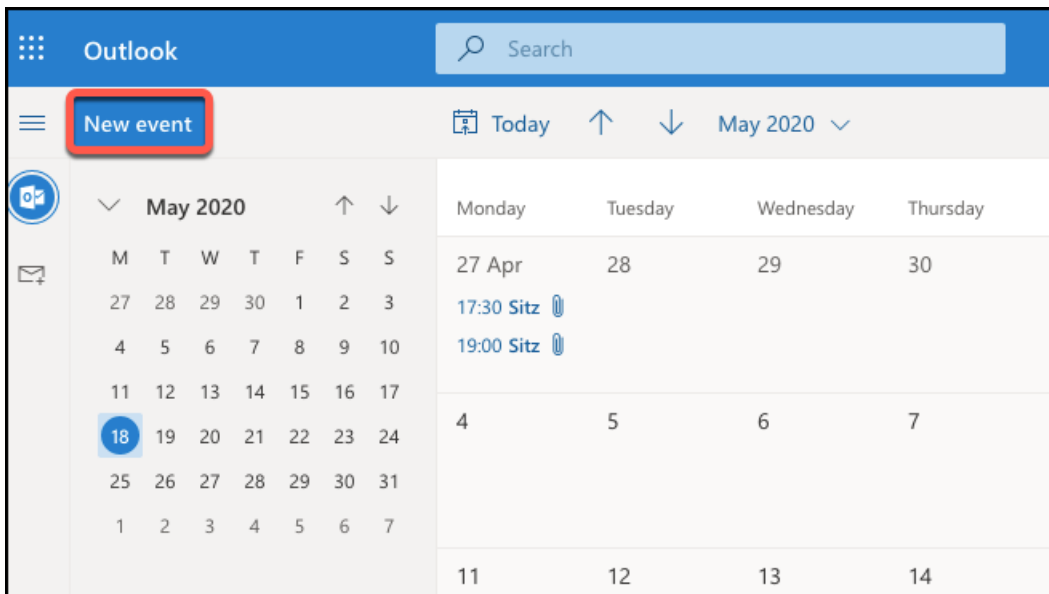 Outlook
Search
New event
Today
May 2020
May 2020
M T W T F S S
27 28 29 30 1 2 3
4 5 6 7 8 9 10
11 12 13 14 15 16 17
18 19 20 21 22 23 24
25 26 27 28 29 30 31
1 2 3 4 5 6 7
Monday Tuesday Wednesday Thursday
27 Apr 28 29 30
17:30 Sitz
19:00 Sitz
4 5 6 7
11 12 13 14